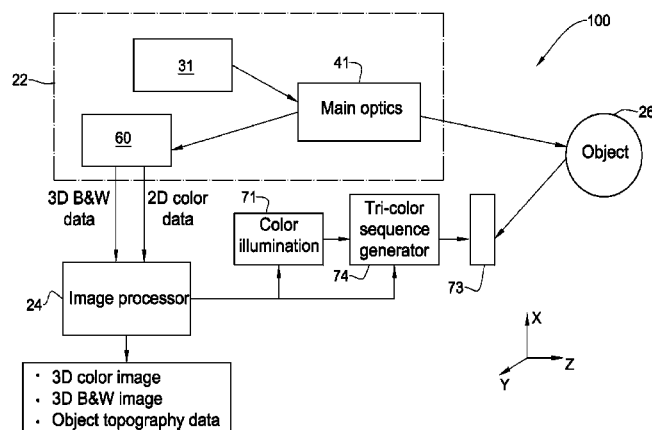 100
31
41
22
Main optics
26
Object
60
3D B&W
data
2D color
data
71
Color
illumination
Tri-color
sequence
generator
74
73
24
Image processor
X
Y
Z
• 3D color image
• 3D B&W image
• Object topography data